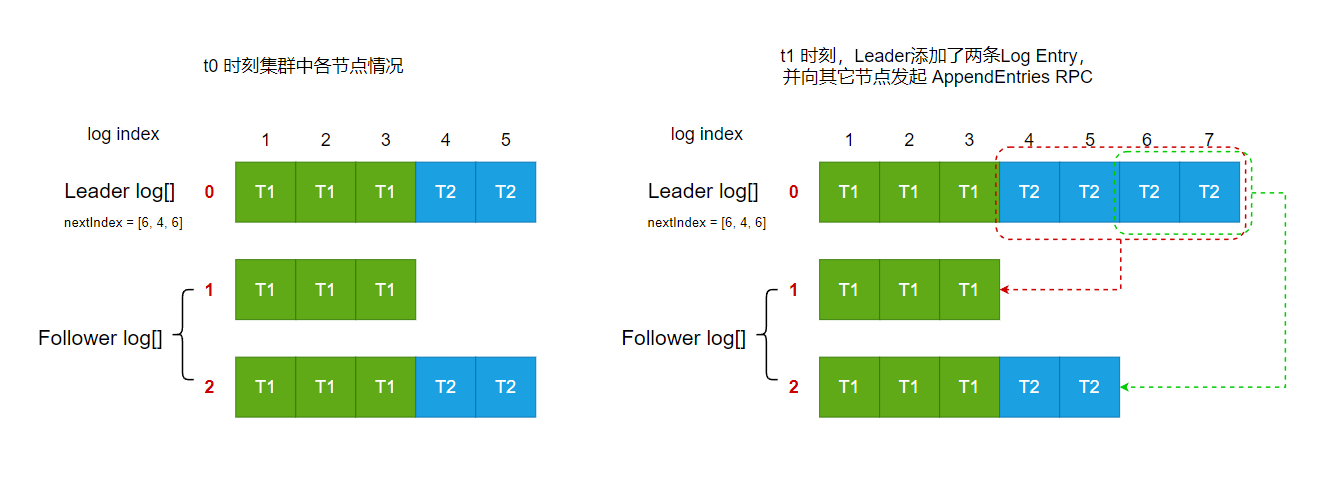 t0 时刻集群中各节点情况
log index
1 2 3 4 5
Leader log[] 0 T1 T1 T1 T2 T2
nextIndex = [6, 4, 6]
1 T1 T1 T1
Follower log[]
2 T1 T1 T1 T2 T2
t1 时刻，Leader添加了两条Log Entry，
并向其它节点发起 AppendEntries RPC
log index
1 2 3 4 5 6 7
Leader log[] 0 T1 T1 T1 T2 T2 T2 T2
nextIndex = [6, 4, 6]
1 T1 T1 T1
Follower log[]
2 T1 T1 T1 T2 T2